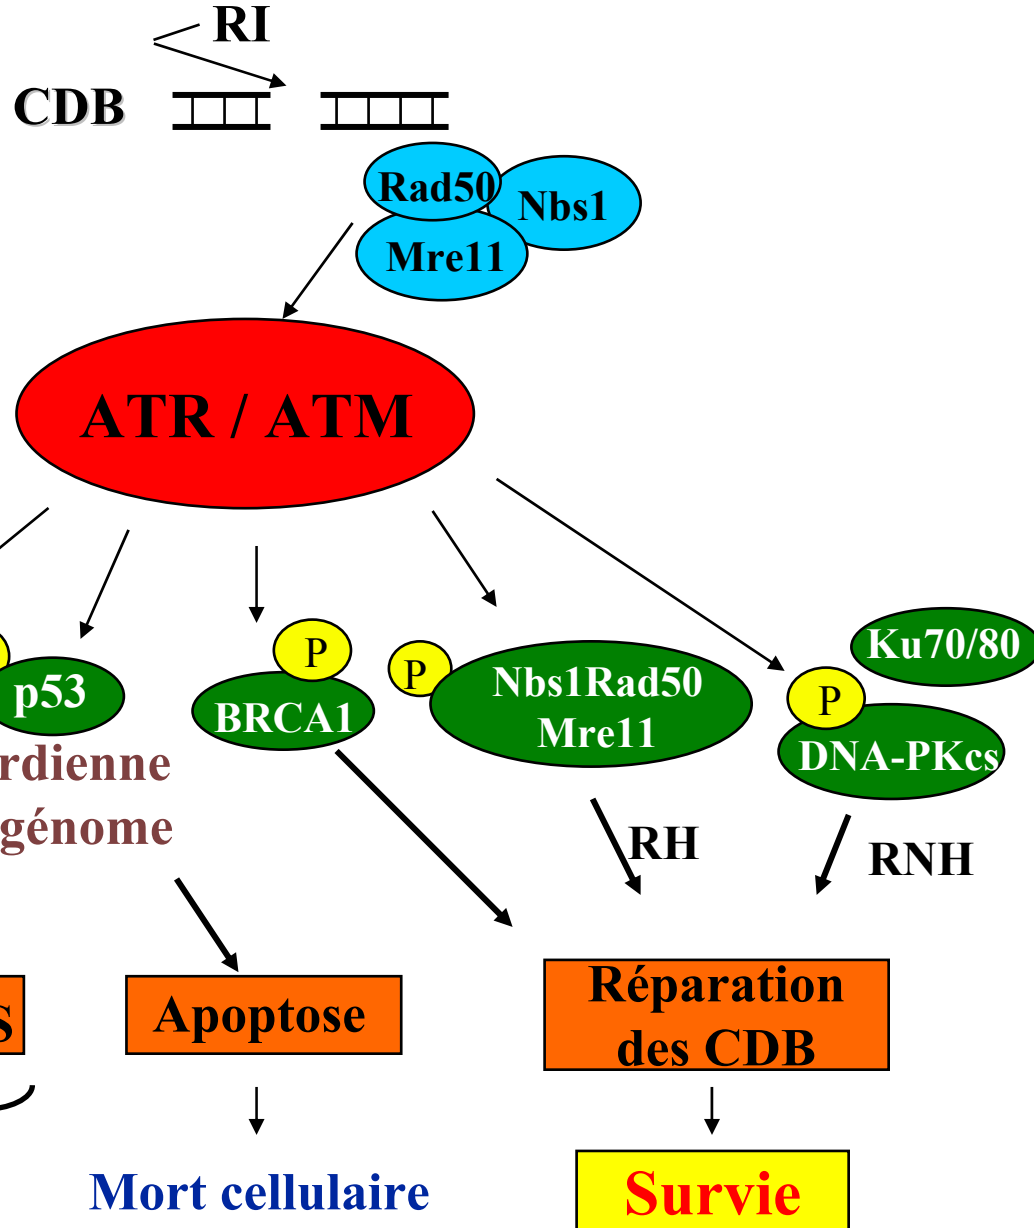 RI
CDB
Rad50
Nbs1
Mre11
ATR / ATM
P
P
P
Ku70/80
p53
BRCA1
Nbs1Rad50
Mre11
DNA-PKcs
rdienne
génome
RH
RNH
S
Apoptose
Réparation
des CDB
Mort cellulaire
Survie